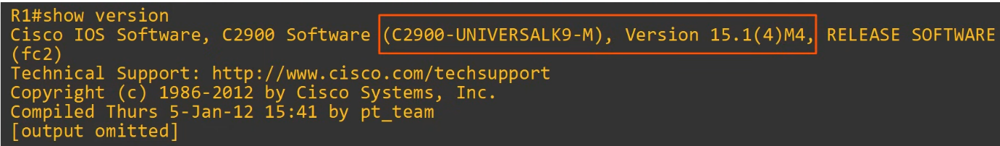 R1#show version
Cisco IOS Software, C2900 Software (C2900-UNIVERSALK9-M), Version 15.1(4)M4, RELEASE SOFTWARE
(fc2)
Technical Support: http://www.cisco.com/techsupport
Copyright (c) 1986-2012 by Cisco Systems, Inc.
Compiled Thurs 5-Jan-12 15:41 by pt_team
[output omitted]